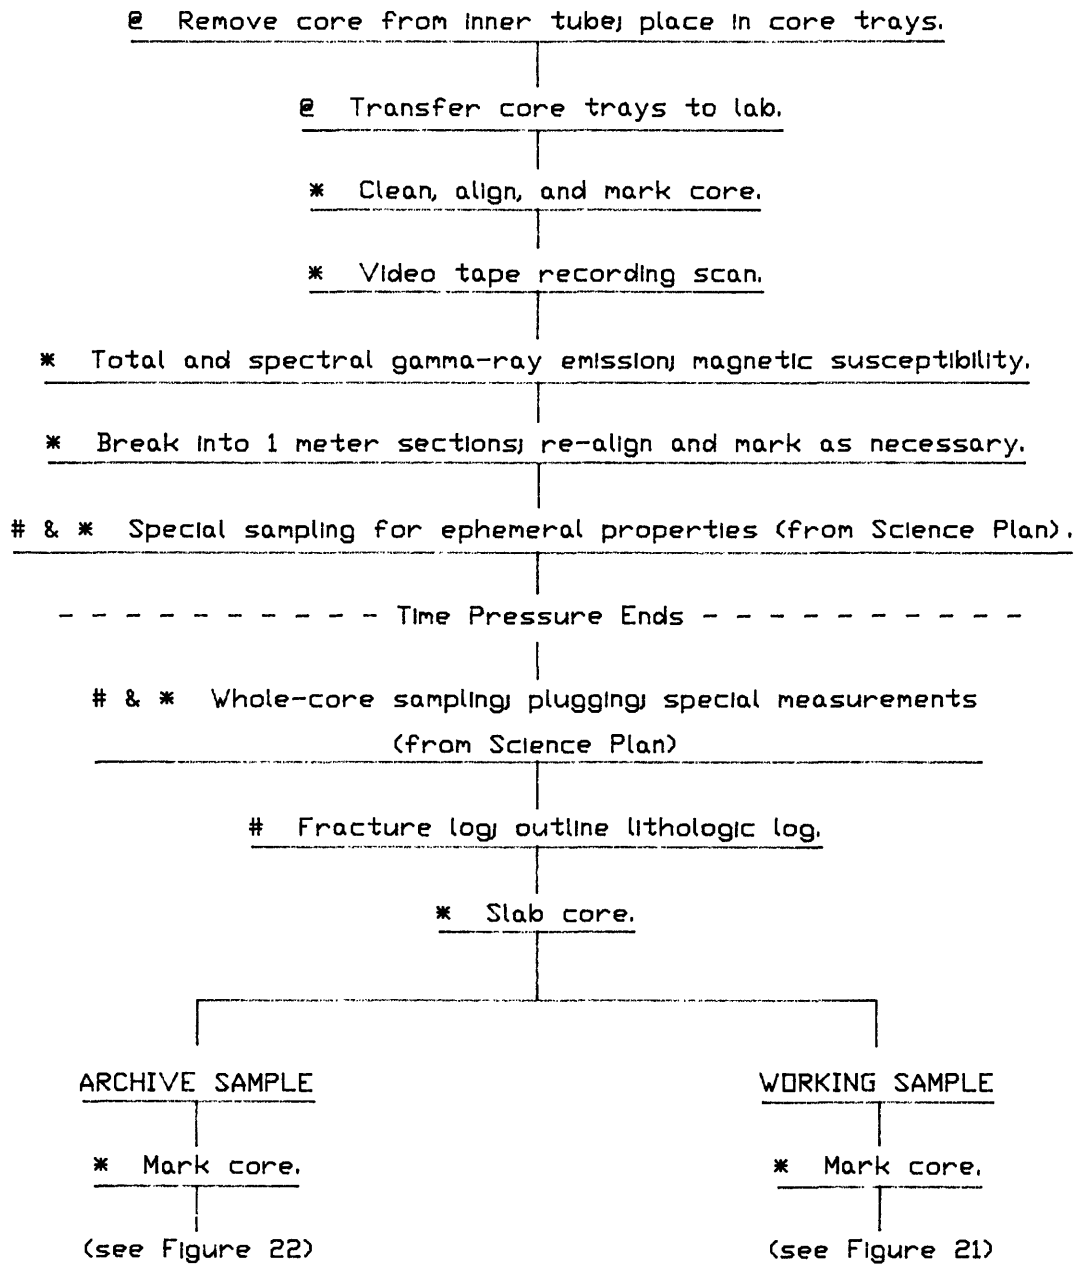 @ Remove core from inner tube; place in core trays.
@ Transfer core trays to lab.
* Clean, align, and mark core.
* Video tape recording scan.
* Total and spectral gamma-ray emission; magnetic susceptibility.
* Break into 1 meter sections; re-align and mark as necessary.
# & * Special sampling for ephemeral properties (from Science Plan).
- - - - - - - - - - - Time Pressure Ends - - - - - - - - - -
# & * Whole-core sampling; plugging; special measurements
(from Science Plan)
# Fracture log; outline lithologic log.
* Slab core.
ARCHIVE SAMPLE
WORKING SAMPLE
* Mark core.
* Mark core.
(see Figure 22)
(see Figure 21)